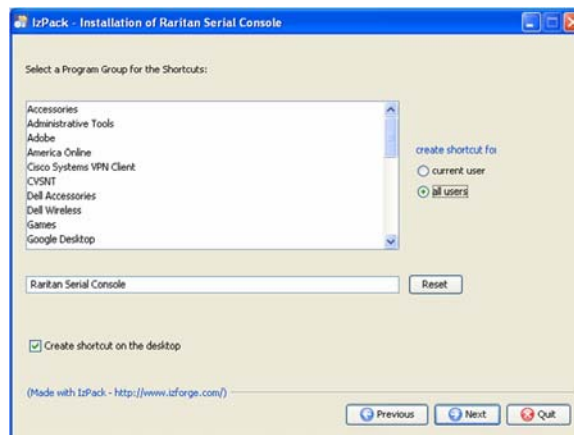 IzPack - Installation of Raritan Serial Console
Select a Program Group for the Shortcuts:
Accessories
Administrative Tools
Adobe
America Online
Cisco Systems VPN Client
CVSNT
Dell Accessories
Dell Wireless
Games
Google Desktop
create shortcut for
current user
all users
Raritan Serial Console
Reset
Create shortcut on the desktop
(Made with IzPack - http://www.izforge.com/)
Previous
Next
Quit